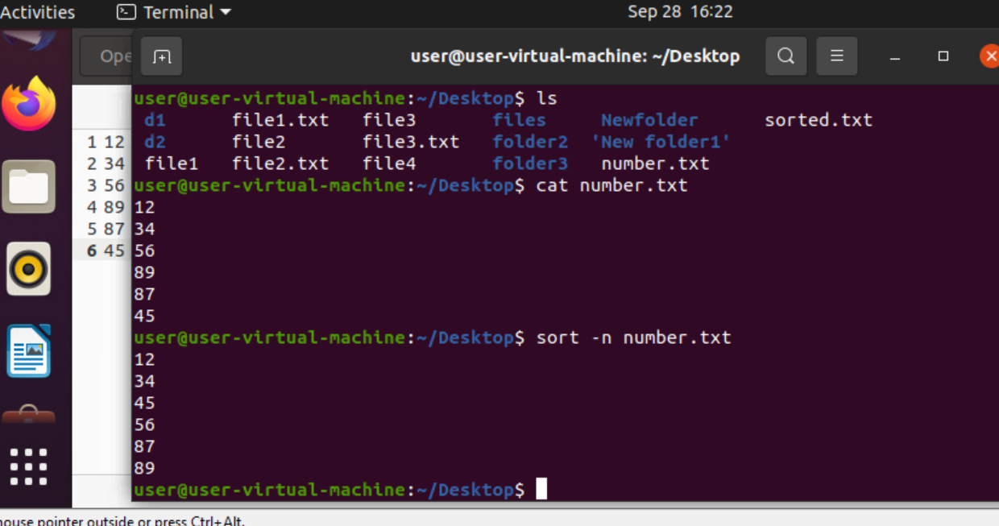 Activities Terminal Sep 28 16:22
Ope user@user-virtual-machine: ~/Desktop
user@user-virtual-machine:~/Desktop$ ls
d1 file1.txt file3 files Newfolder sorted.txt
1 12 d2 file2 file3.txt folder2 'New folder1'
2 34 file1 file2.txt file4 folder3 number.txt
3 56 user@user-virtual-machine:~/Desktop$ cat number.txt
4 89 12
5 87 34
6 45 56
89
87
45
user@user-virtual-machine:~/Desktop$ sort -n number.txt
12
34
45
56
87
89
user@user-virtual-machine:~/Desktop$
mouse pointer outside or press Ctrl+Alt.